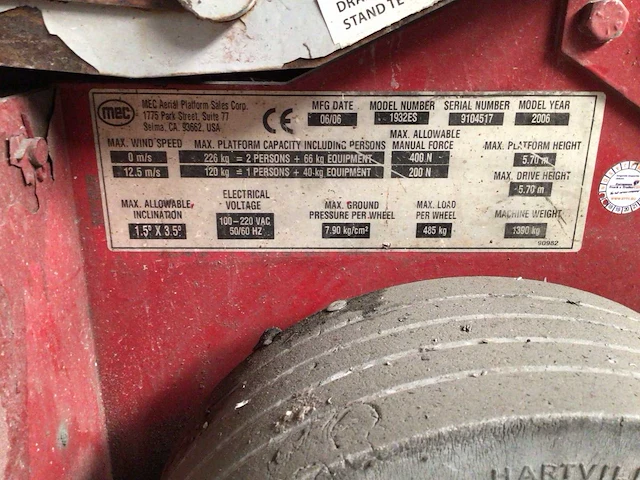 DRA
STAND TE
MEC
MEC Aerial Platform Sales Corp.
1775 Park Street, Suite 77
Selma, CA. 93662, USA
CE
MFG DATE
06/06
MODEL NUMBER
1932ES
SERIAL NUMBER
9104517
MODEL YEAR
2006
MAX. WIND SPEED
MAX. PLATFORM CAPACITY INCLUDING PERSONS
MAX. ALLOWABLE
MANUAL FORCE
0 m/s
226 kg = 2 PERSONS + 66 kg EQUIPMENT
400 N
12.5 m/s
120 kg = 1 PERSONS + 40 kg EQUIPMENT
200 N
MAX. PLATFORM HEIGHT
5.70 m
MAX. DRIVE HEIGHT
5.70 m
MAX. ALLOWABLE
INCLINATION
1.5° X 3.5°
ELECTRICAL
VOLTAGE
100-220 VAC
50/60 HZ
MAX. GROUND
PRESSURE PER WHEEL
7.90 kg/cm²
MAX. LOAD
PER WHEEL
485 kg
MACHINE WEIGHT
1390 kg
90982
HARTVIL